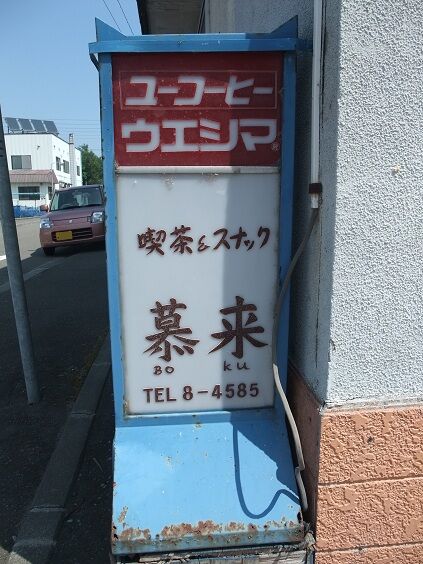 ユーコーヒー
ウエシマ®
喫茶&スナック
慕来
BO KU
TEL 8-4585